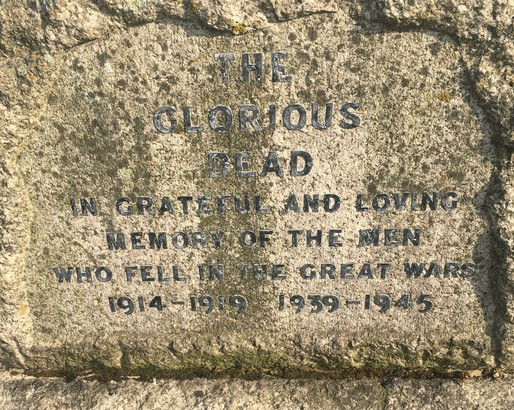 THE
GLORIOUS
DEAD
IN GRATEFUL AND LOVING
MEMORY OF THE MEN
WHO FELL IN THE GREAT WARS
1914-1919 1939-1945